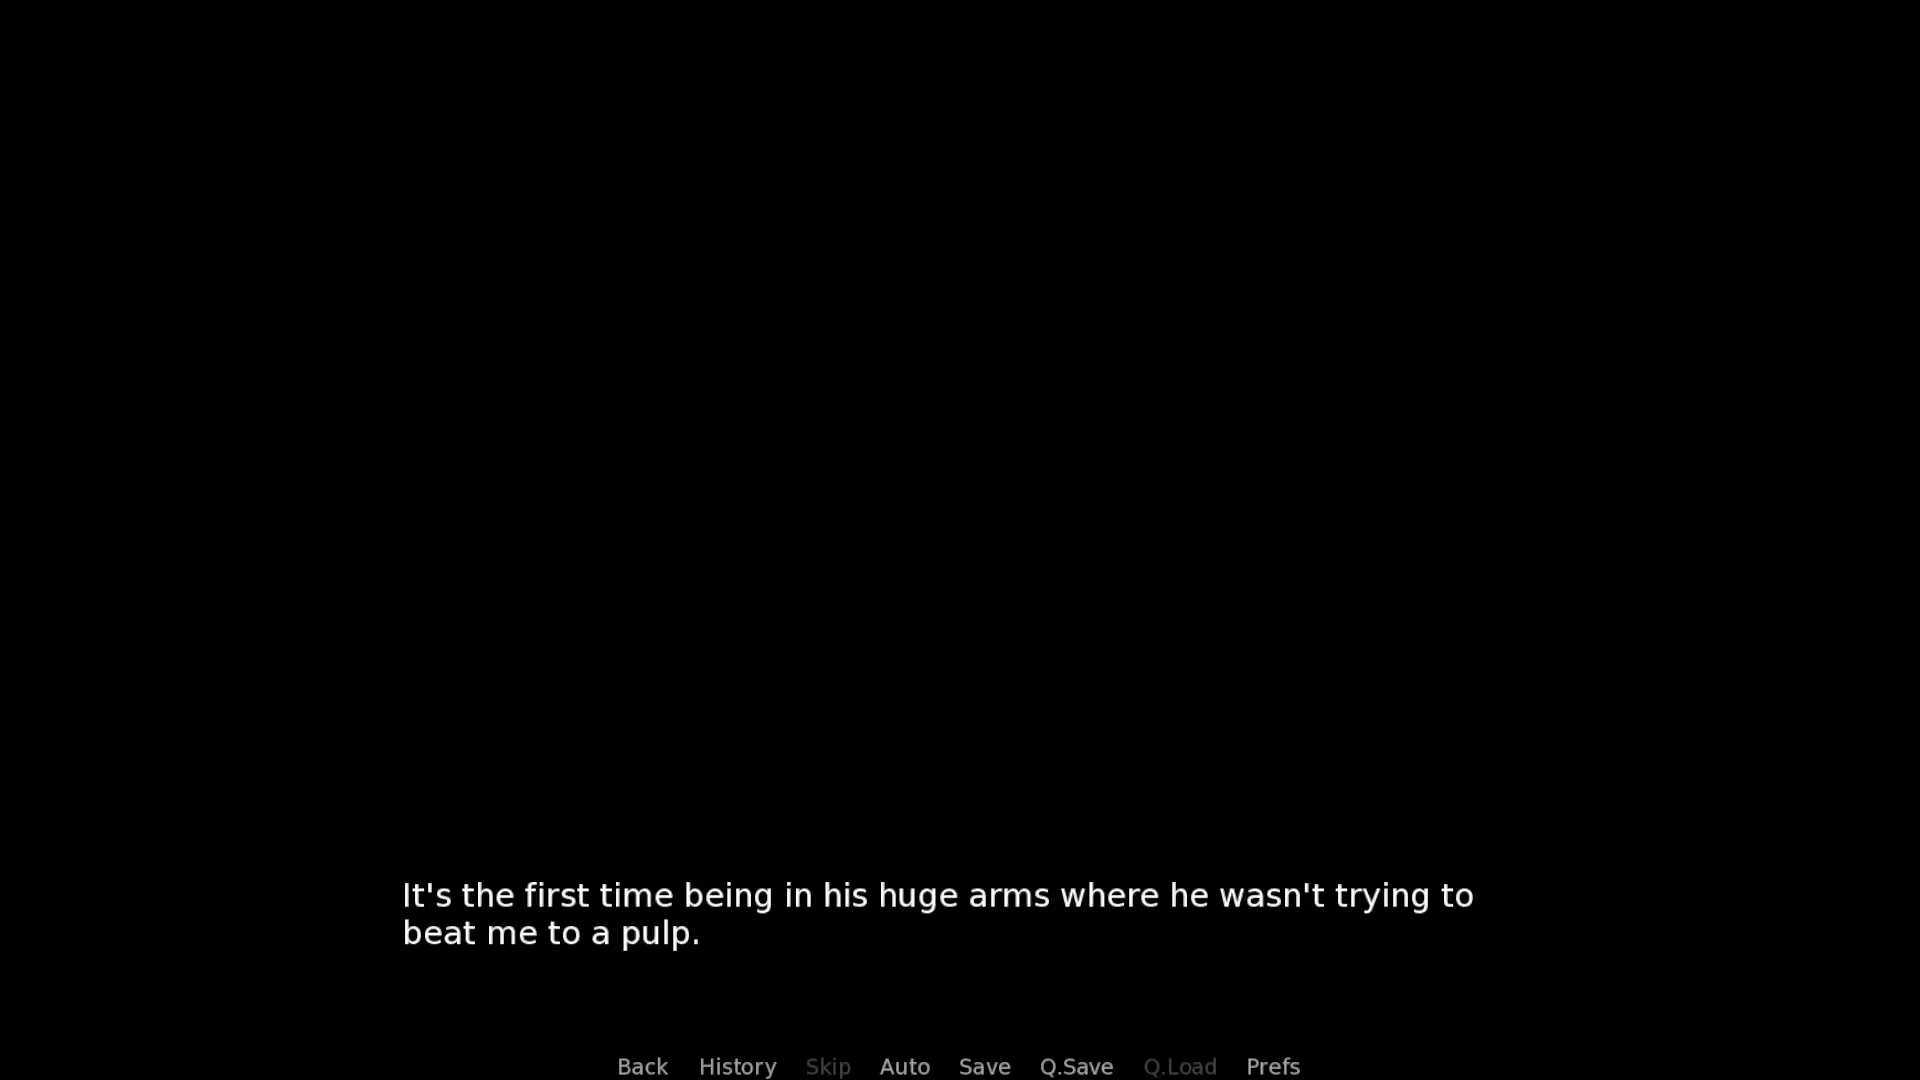 It's the first time being in his huge arms where he wasn't trying to
beat me to a pulp.
Back History Skip Auto Save Q.Save Q.Load Prefs